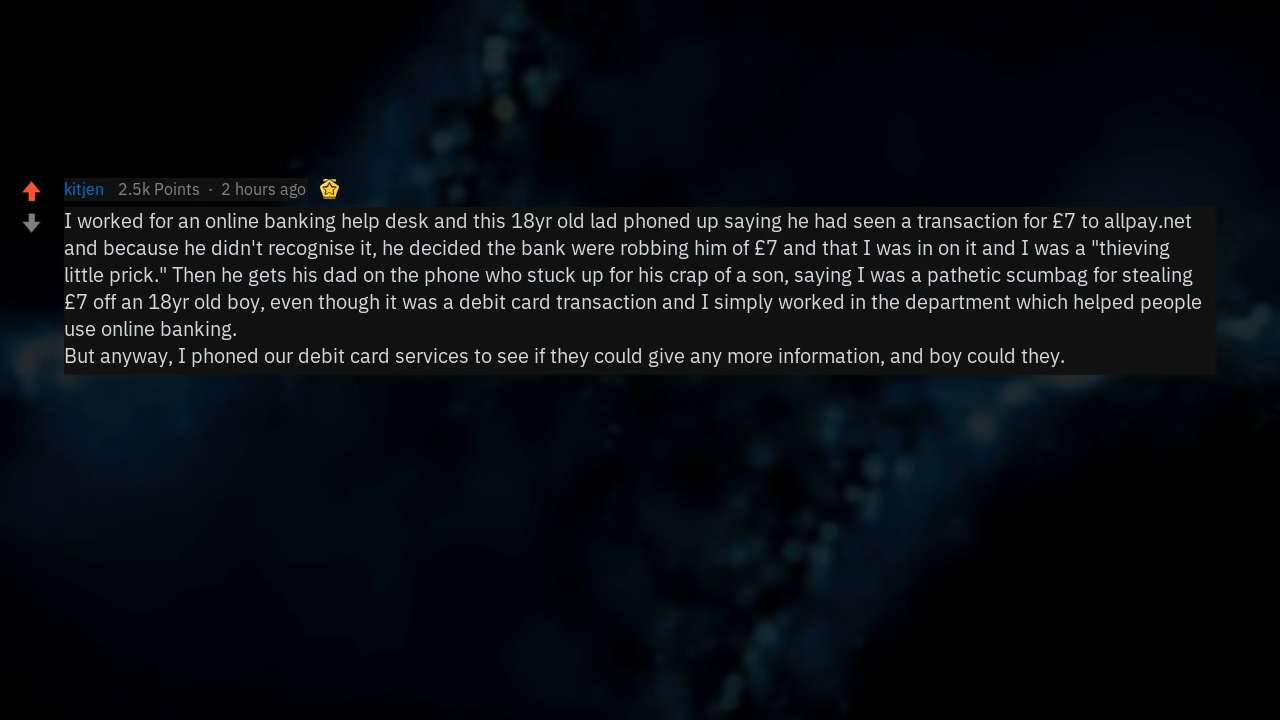 kitjen 2.5k Points · 2 hours ago
I worked for an online banking help desk and this 18yr old lad phoned up saying he had seen a transaction for £7 to allpay.net
and because he didn't recognise it, he decided the bank were robbing him of £7 and that I was in on it and I was a "thieving
little prick." Then he gets his dad on the phone who stuck up for his crap of a son, saying I was a pathetic scumbag for stealing
£7 off an 18yr old boy, even though it was a debit card transaction and I simply worked in the department which helped people
use online banking.
But anyway, I phoned our debit card services to see if they could give any more information, and boy could they.